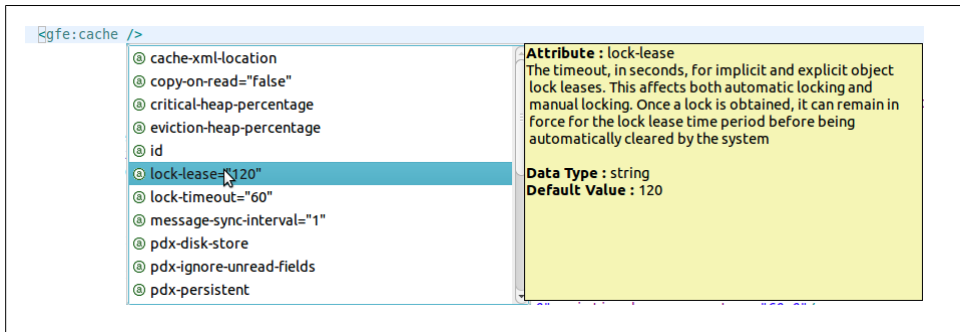 <gfe:cache />
cache-xml-location
copy-on-read="false"
critical-heap-percentage
eviction-heap-percentage
id
lock-lease="120"
lock-timeout="60"
message-sync-interval="1"
pdx-disk-store
pdx-ignore-unread-fields
pdx-persistent
Attribute : lock-lease
The timeout, in seconds, for implicit and explicit object
lock leases. This affects both automatic locking and
manual locking. Once a lock is obtained, it can remain in
force for the lock lease time period before being
automatically cleared by the system
Data Type : string
Default Value : 120